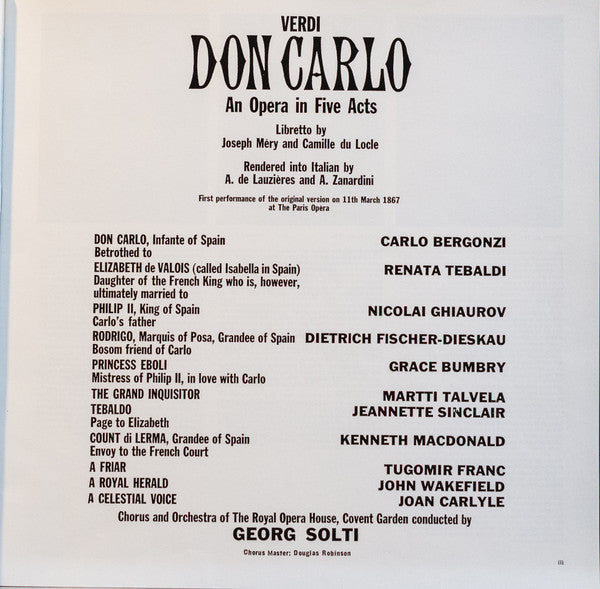 VERDI
DON CARLO
An Opera in Five Acts
Libretto by
Joseph Méry and Camille du Locle
Rendered into Italian by
A. de Lauzières and A. Zanardini
First performance of the original version on 11th March 1867
at The Paris Opéra
DON CARLO, Infante of Spain CARLO BERGONZI
Betrothed to
ELIZABETH de VALOIS (called Isabella in Spain) RENATA TEBALDI
Daughter of the French King who is, however,
ultimately married to
PHILIP II, King of Spain NICOLAI GHIAUROV
Carlo's father
RODRIGO, Marquis of Posa, Grandee of Spain DIETRICH FISCHER-DIESKAU
Bosom friend of Carlo
PRINCESS EBOLI GRACE BUMBRY
Mistress of Philip II, in love with Carlo
THE GRAND INQUISITOR MARTTI TALVELA
TEBALDO JEANNETTE SINCLAIR
Page to Elizabeth
COUNT di LERMA, Grandee of Spain KENNETH MACDONALD
Envoy to the French Court
A FRIAR TUGOMIR FRANC
A ROYAL HERALD JOHN WAKEFIELD
A CELESTIAL VOICE JOAN CARLYLE
Chorus and Orchestra of The Royal Opera House, Covent Garden conducted by
GEORG SOLTI
Chorus Master: Douglas Robinson
iii